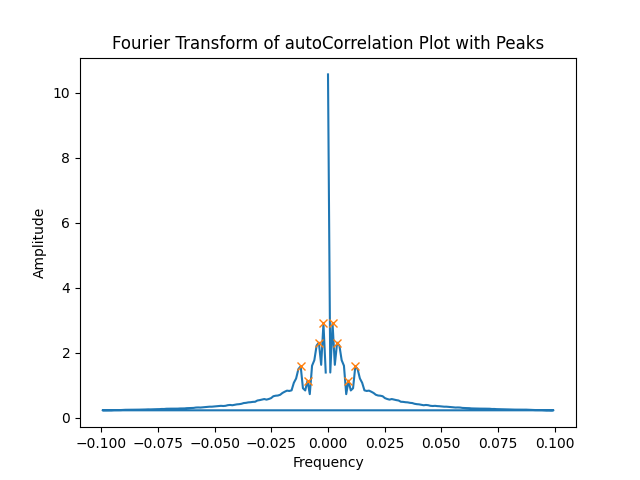 Fourier Transform of autoCorrelation Plot with Peaks
10
8
6
4
2
0
Amplitude
−0.100 −0.075 −0.050 −0.025 0.000 0.025 0.050 0.075 0.100
Frequency